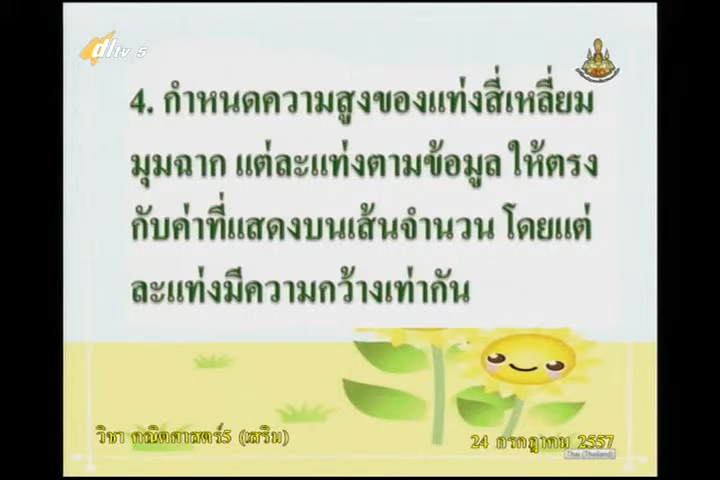 dltv 5
4. กำหนดความสูงของแท่งสี่เหลี่ยม
มุมฉาก แต่ละแท่งตามข้อมูล ให้ตรง
กับค่าที่แสดงบนเส้นจำนวน โดยแต่
ละแท่งมีความกว้างเท่ากัน
วิชา คณิตศาสตร์5 (เสริม)
24 กรกฎาคม 2557
Thai (Thailand)